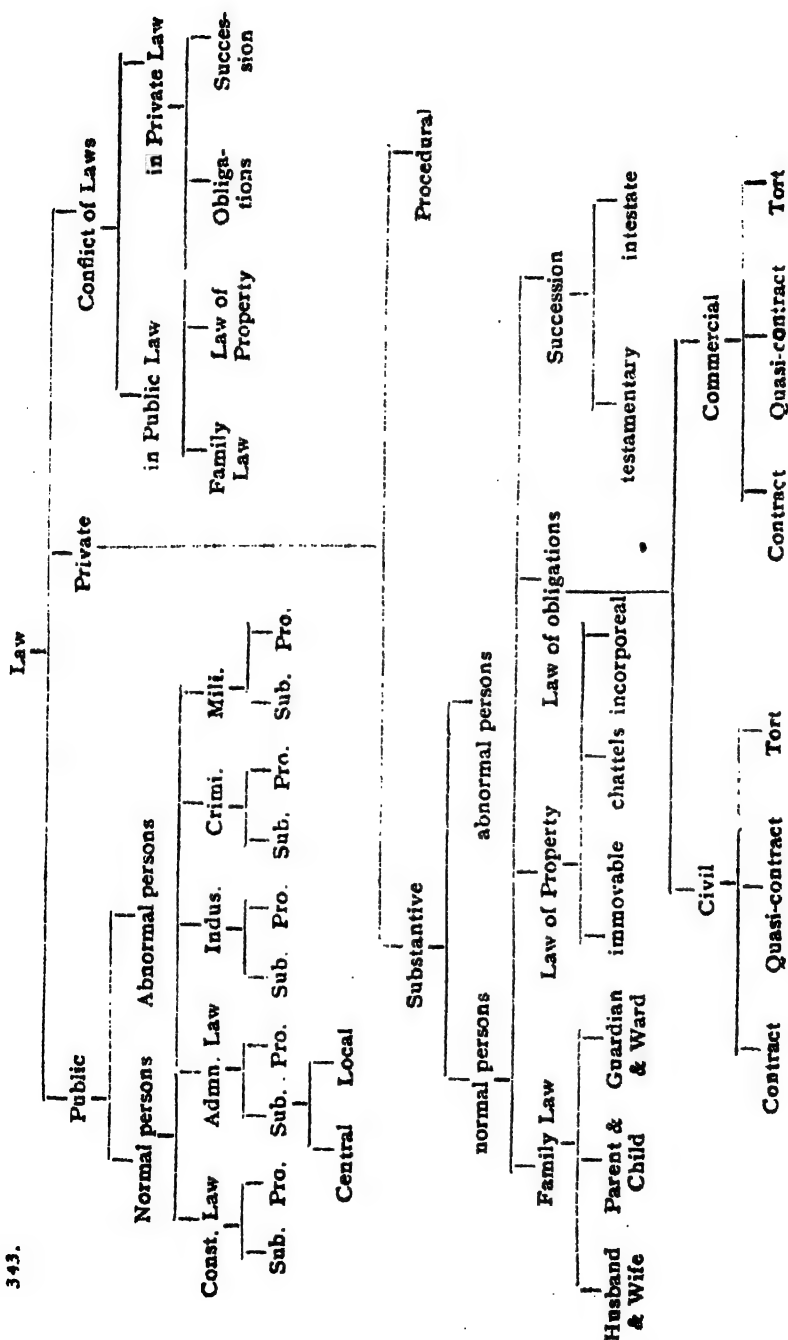 343.
Law
Public Private Conflict of Laws
Normal persons Abnormal persons in Public Law in Private Law
Const. Law Admn. Law Indus. Crimi. Mili.
Family Law Law of Property Obliga-tions Succes-sion
Sub. Pro. Sub. Pro. Sub. Pro. Sub. Pro. Sub. Pro.
Central Local
Substantive Procedural
normal persons abnormal persons
Family Law Law of Property Law of obligations Succession
Husband & Wife Parent & Child Guardian & Ward immovable chattels incorporeal testamentary intestate
Civil Commercial
Contract Quasi-contract Tort Contract Quasi-contract Tort